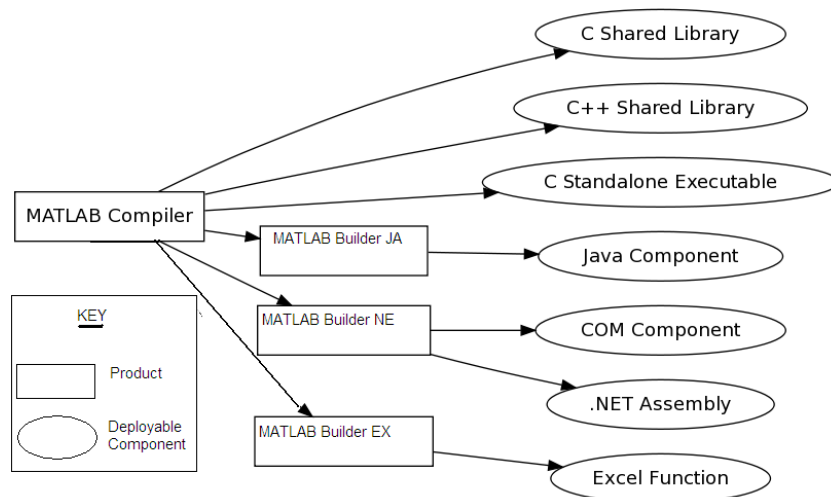 C Shared Library
C++ Shared Library
C Standalone Executable
MATLAB Compiler
MATLAB Builder JA
Java Component
MATLAB Builder NE
COM Component
.NET Assembly
MATLAB Builder EX
Excel Function
KEY
Product
Deployable
Component